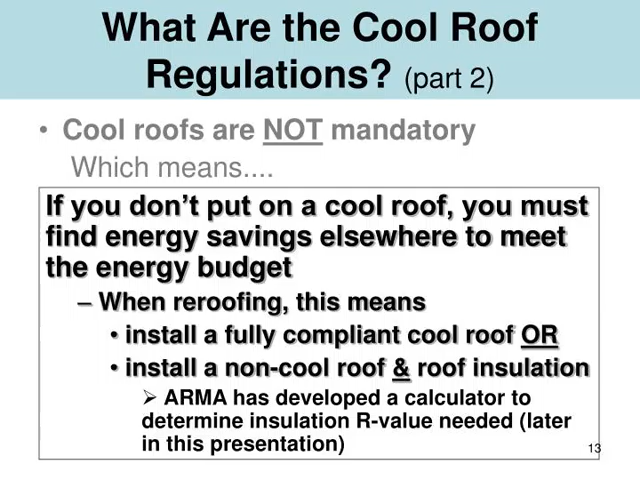 What Are the Cool Roof
Regulations? (part 2)
• Cool roofs are NOT mandatory
Which means....
If you don’t put on a cool roof, you must
find energy savings elsewhere to meet
the energy budget
– When reroofing, this means
• install a fully compliant cool roof OR
• install a non-cool roof & roof insulation
➢ ARMA has developed a calculator to
determine insulation R-value needed (later
in this presentation)
13